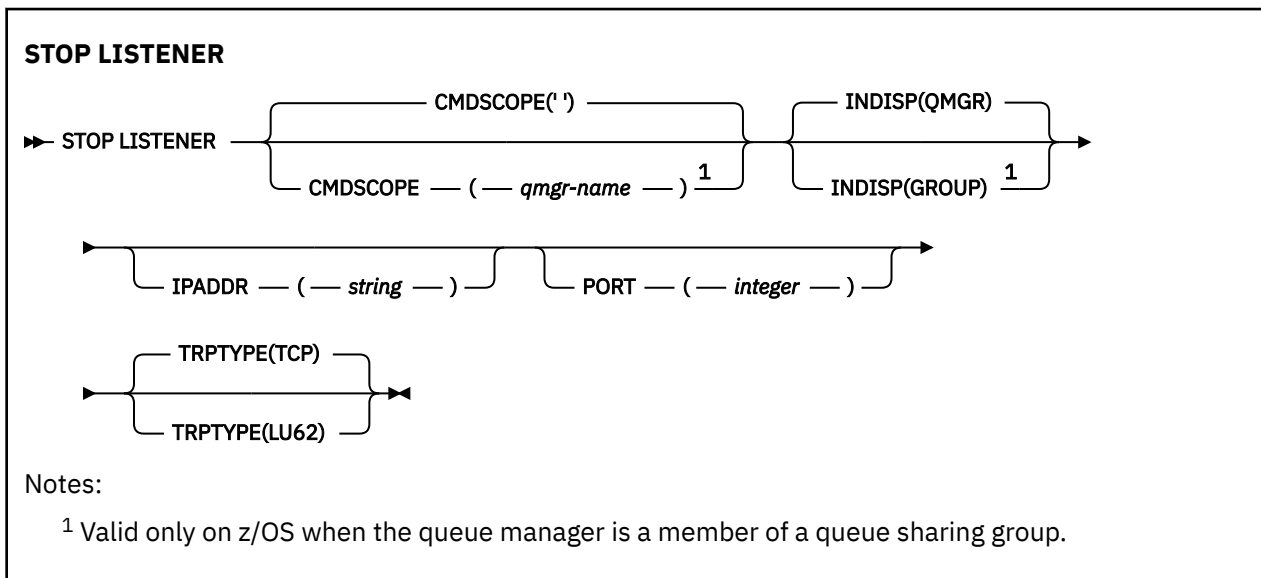 STOP LISTENER
CMDSCOPE(' ') INDISP(QMGR)
STOP LISTENER
CMDSCOPE ( qmgr-name ) 1 INDISP(GROUP) 1
IPADDR ( string ) PORT ( integer )
TRPTYPE(TCP)
TRPTYPE(LU62)
Notes:
1 Valid only on z/OS when the queue manager is a member of a queue sharing group.